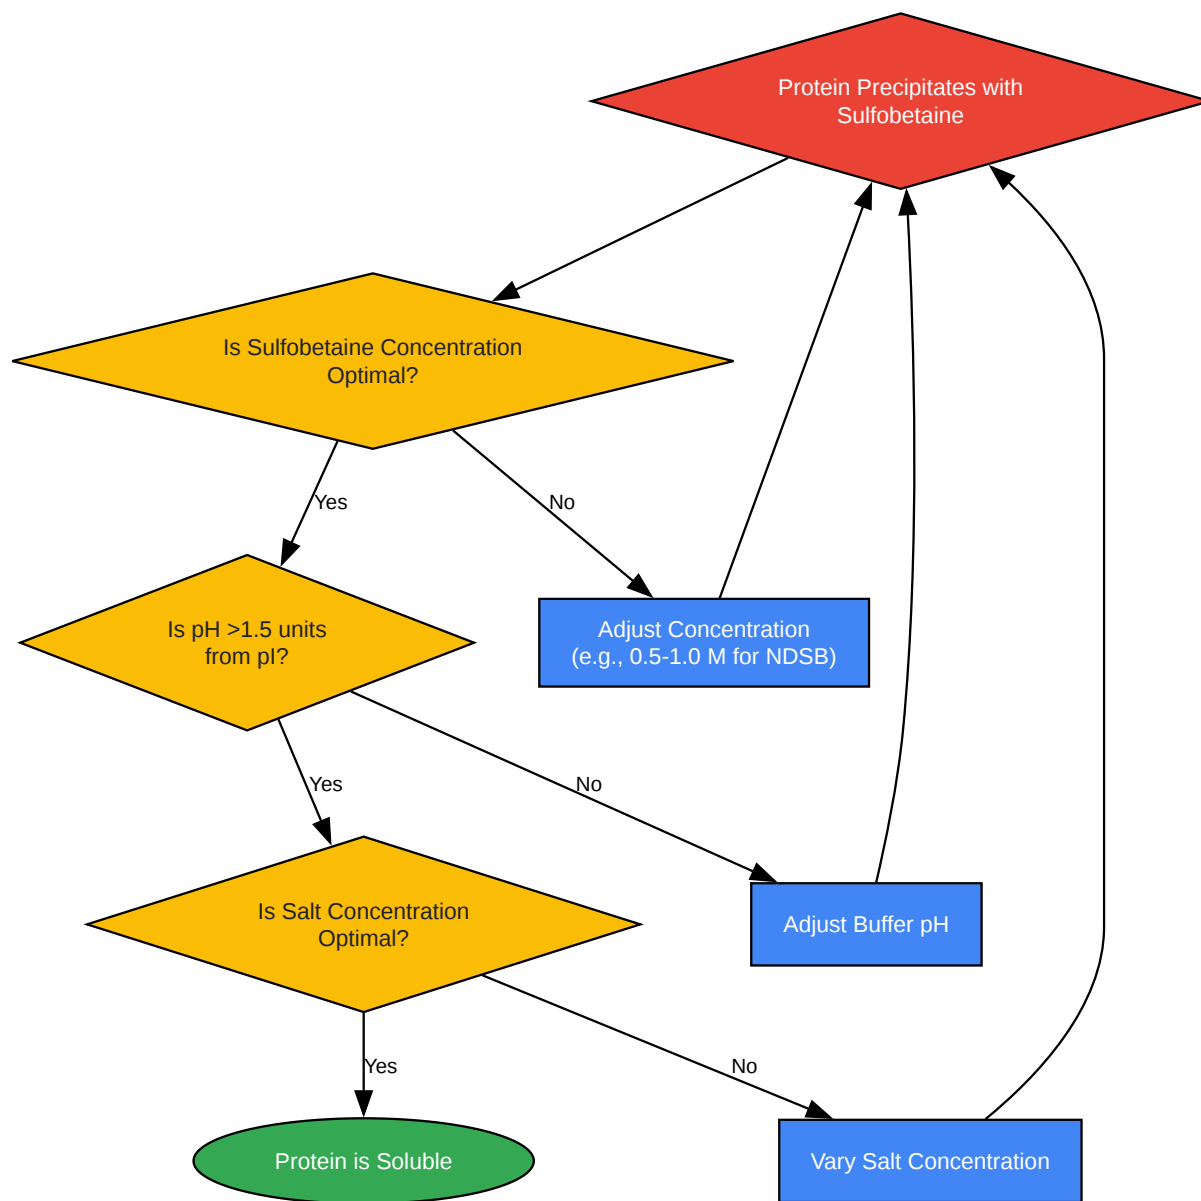 Protein Precipitates with
Sulfobetaine
Is Sulfobetaine Concentration
Optimal?
Yes
No
Is pH >1.5 units
from pI?
Adjust Concentration
(e.g., 0.5-1.0 M for NDSB)
Yes
No
Is Salt Concentration
Optimal?
Adjust Buffer pH
Yes
No
Protein is Soluble
Vary Salt Concentration